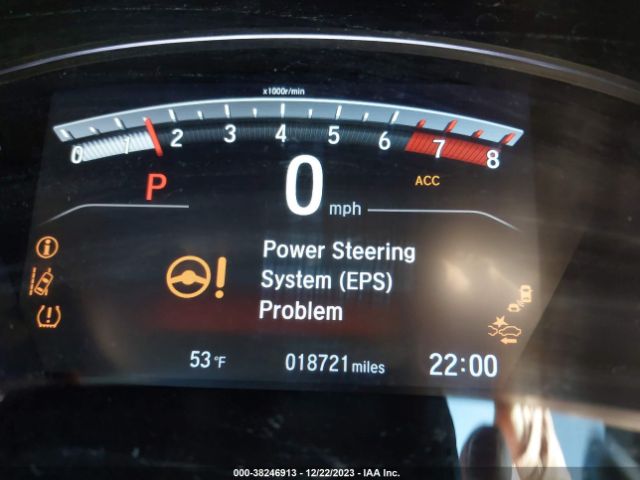 x1000r/min
0 1 2 3 4 5 6 7 8
P 0 mph ACC
Power Steering
System (EPS)
Problem
53°F 018721 miles 22:00
000-38246913 - 12/22/2023 - IAA Inc.